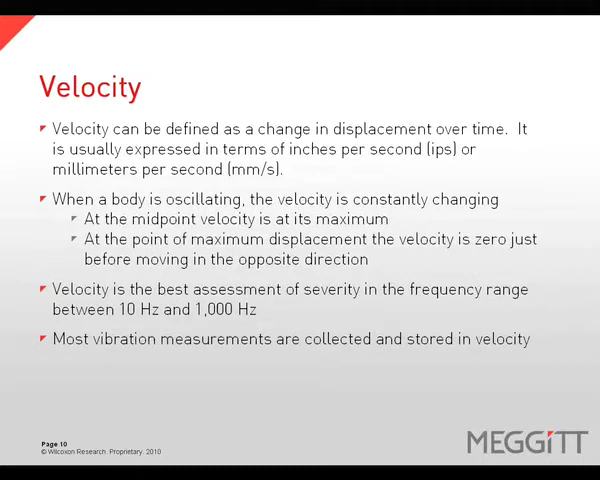 Velocity
Velocity can be defined as a change in displacement over time. It
is usually expressed in terms of inches per second (ips) or
millimeters per second (mm/s).
When a body is oscillating, the velocity is constantly changing
At the midpoint velocity is at its maximum
At the point of maximum displacement the velocity is zero just
before moving in the opposite direction
Velocity is the best assessment of severity in the frequency range
between 10 Hz and 1,000 Hz
Most vibration measurements are collected and stored in velocity
Page 10
© Wilcoxon Research. Proprietary. 2010
MEGGITT